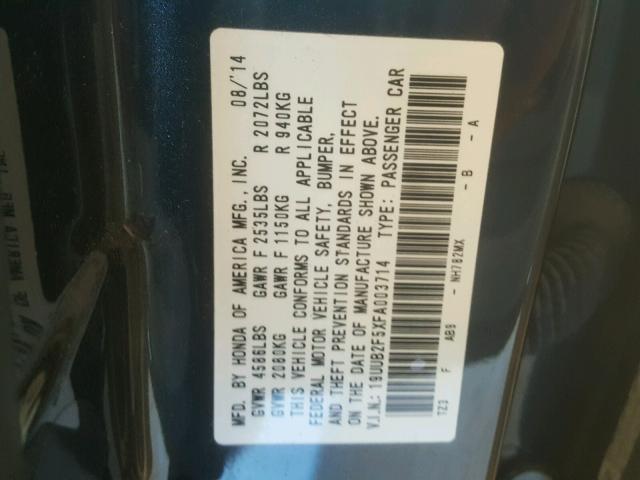 MFD. BY HONDA OF AMERICA MFG., INC. 08/'14
GVWR 4586LBS GAWR F 2535LBS R 2072LBS
GVWR 2080KG GAWR F 1150KG R 940KG
THIS VEHICLE CONFORMS TO ALL APPLICABLE
FEDERAL MOTOR VEHICLE SAFETY, BUMPER,
AND THEFT PREVENTION STANDARDS IN EFFECT
ON THE DATE OF MANUFACTURE SHOWN ABOVE.
V.I.N.: 19UUB2F5XFA003714 TYPE: PASSENGER CAR
TZ3 F AB9 - NH782MX - B - A